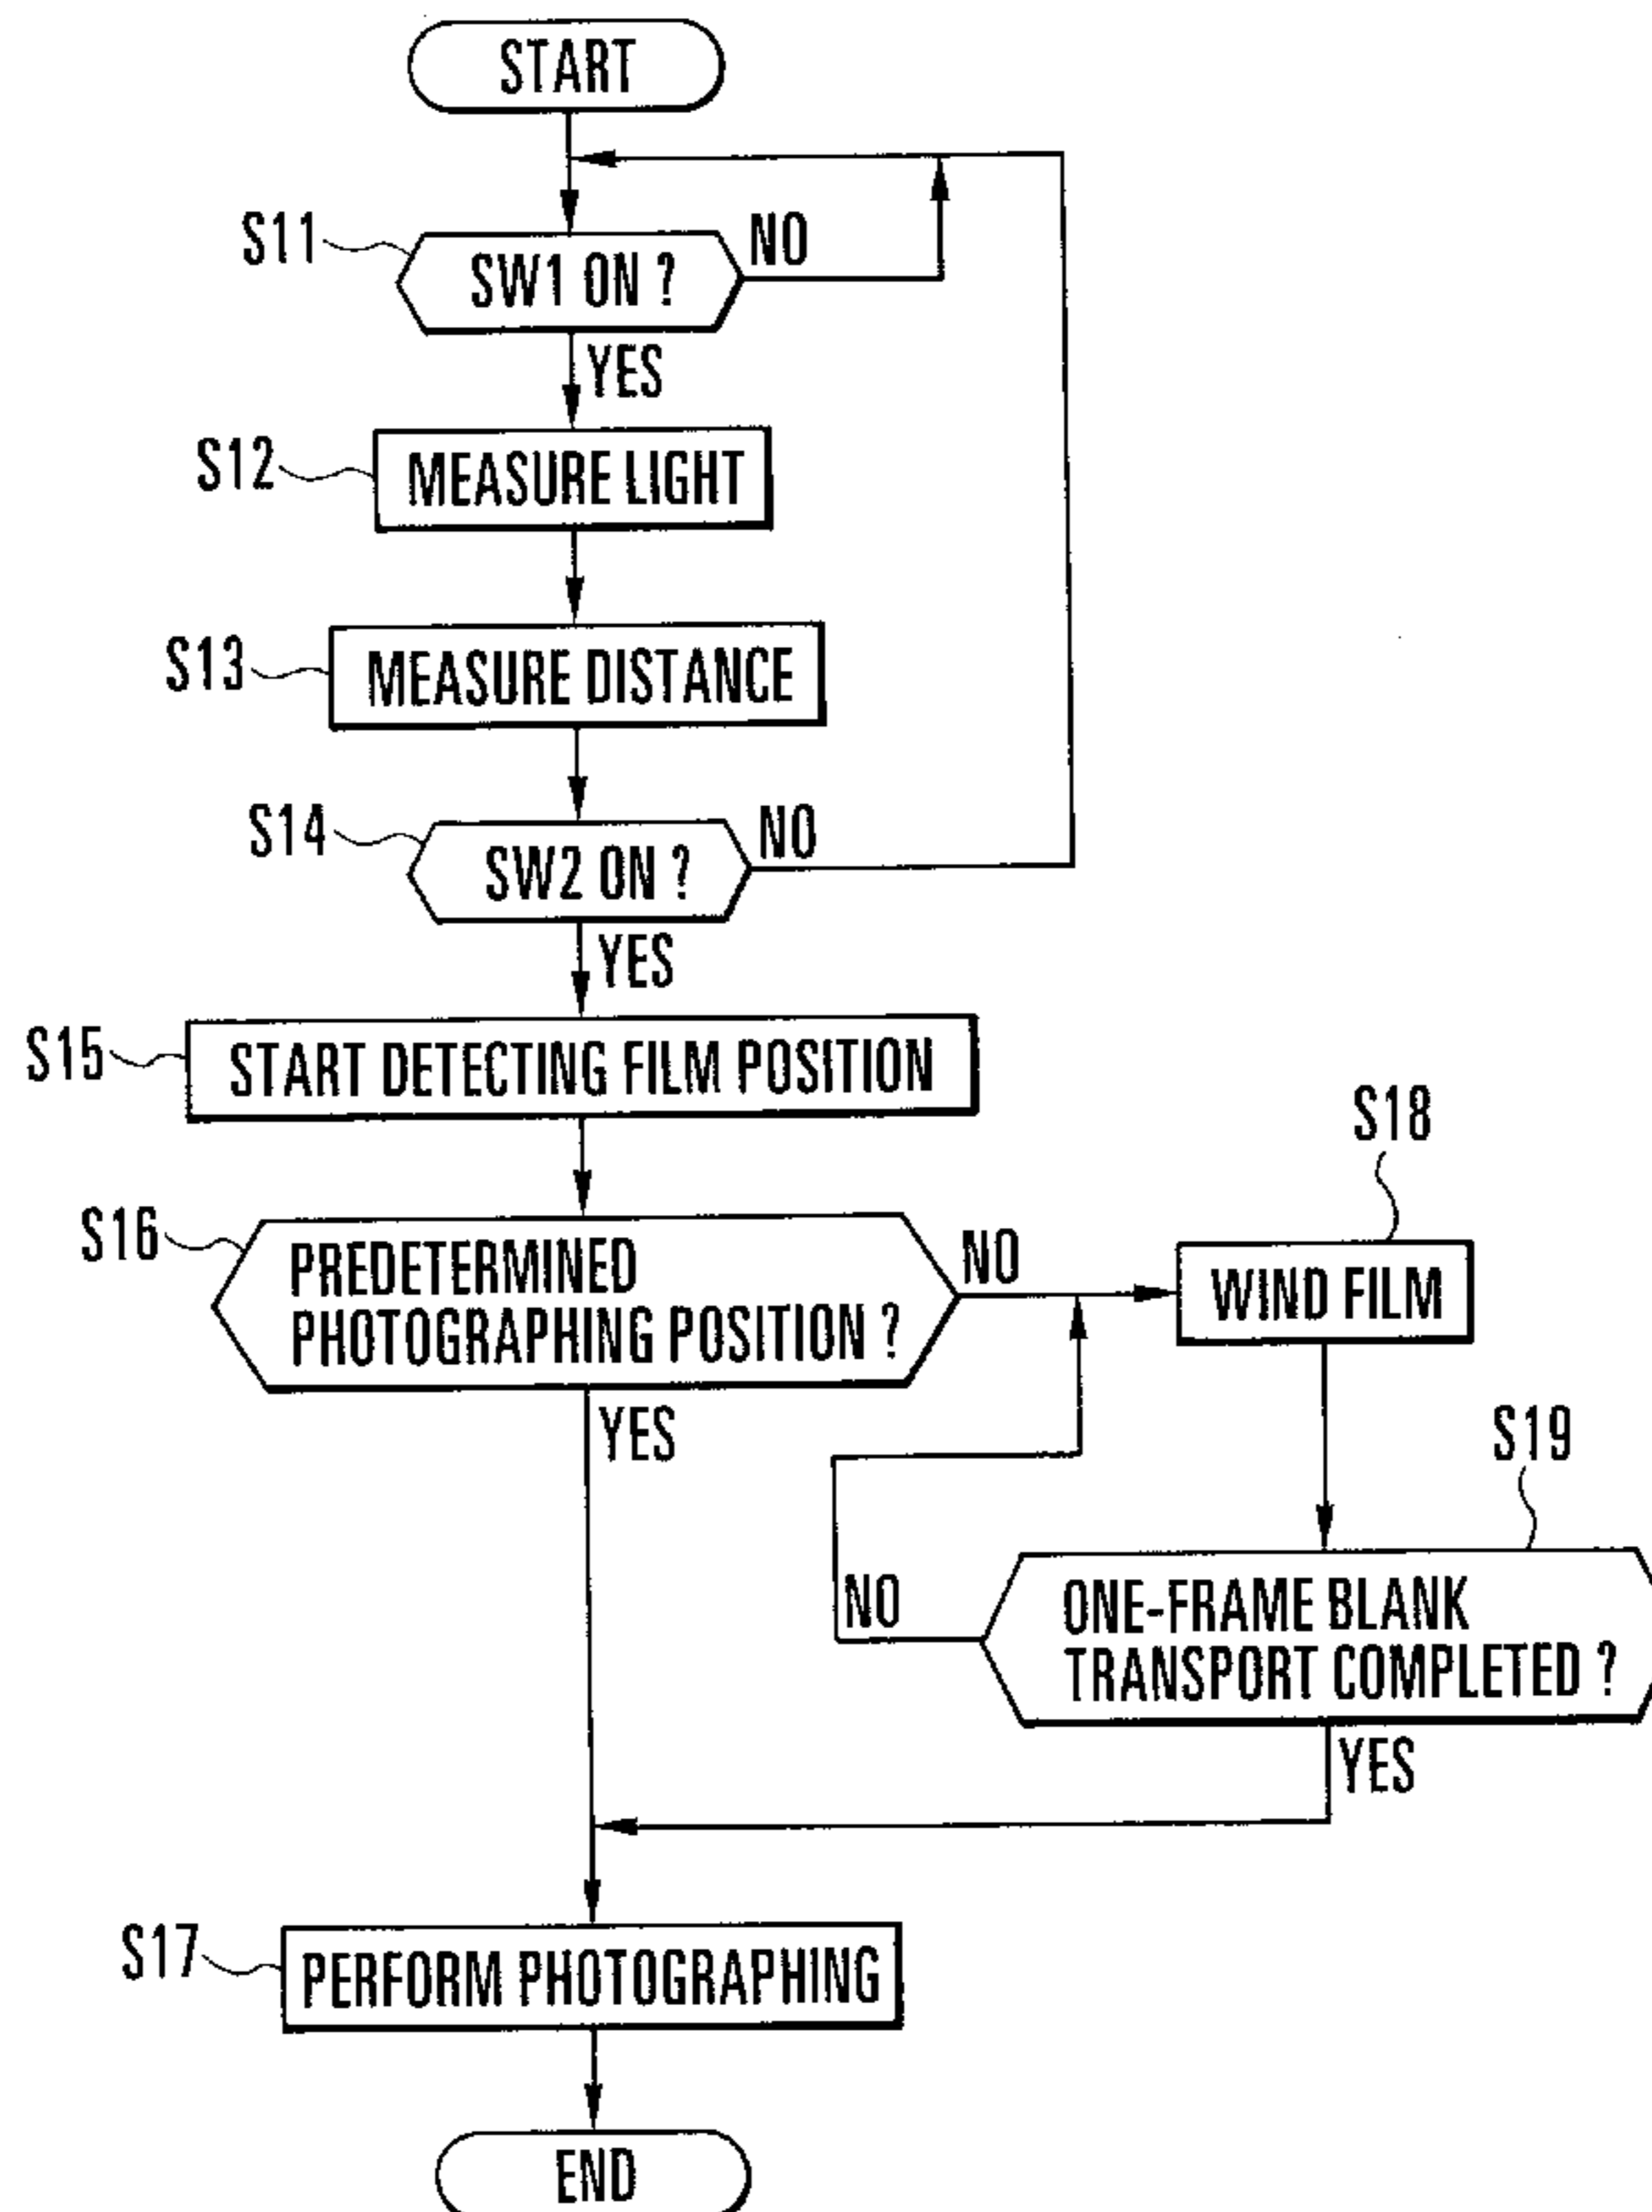 START
S11
SW1 ON ?
NO
YES
S12
MEASURE LIGHT
S13
MEASURE DISTANCE
S14
SW2 ON ?
NO
YES
S15
START DETECTING FILM POSITION
S16
PREDETERMINED
PHOTOGRAPHING POSITION ?
NO
YES
S18
WIND FILM
S19
ONE-FRAME BLANK
TRANSPORT COMPLETED ?
NO
YES
S17
PERFORM PHOTOGRAPHING
END